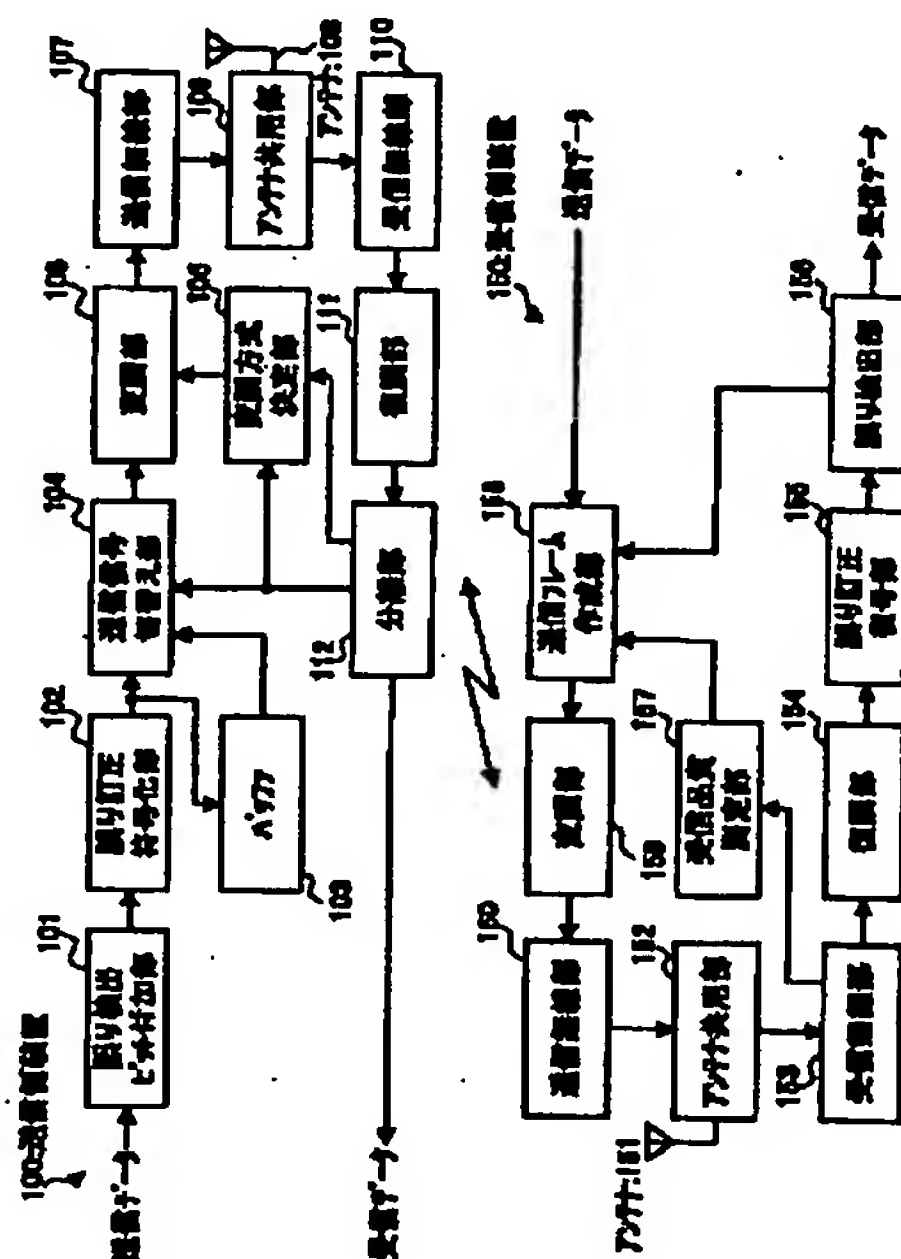 100:送信側装置
送信データ
101
誤り検出
ビット付加部
102
誤り訂正
符号化部
103
バッファ
104
送信信号
切替え部
105
変調方式
決定部
106
変調部
107
送信無線部
アンテナ共用部
アンテナ:108
110
受信無線部
111
復調部
112
分離部
受信データ
150:受信側装置
送信データ
送信フレーム
作成部
変調部
160
送信無線部
152
アンテナ共用部
アンテナ:151
153
受信無線部
154
復調部
155
誤り訂正
復号部
156
誤り検出部
受信データ
157
受信品質
測定部